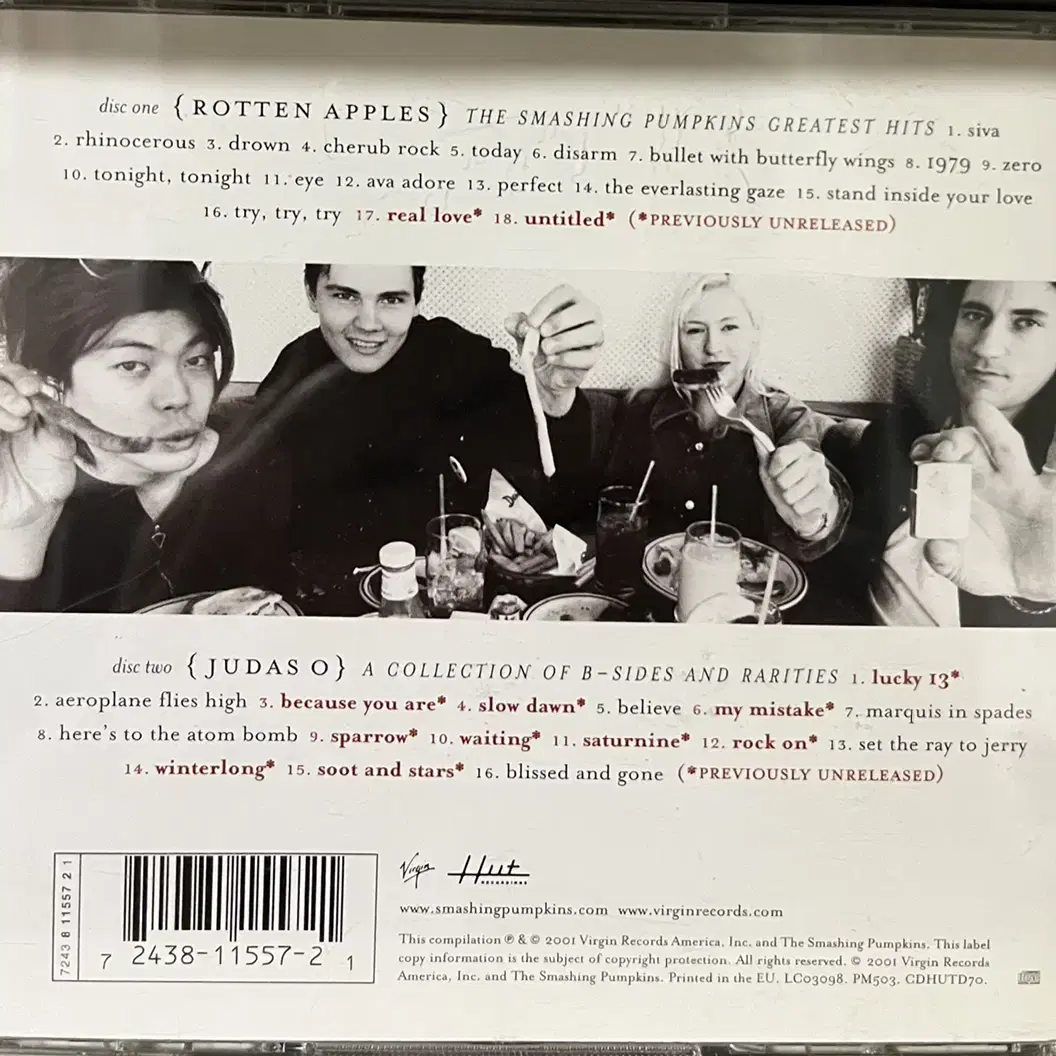 disc one {ROTTEN APPLES} THE SMASHING PUMPKINS GREATEST HITS 1. siva
2. rhinocerous 3. drown 4. cherub rock 5. today 6. disarm 7. bullet with butterfly wings 8. 1979 9. zero
10. tonight, tonight 11. eye 12. ava adore 13. perfect 14. the everlasting gaze 15. stand inside your love
16. try, try, try 17. real love* 18. untitled* (*PREVIOUSLY UNRELEASED)
disc two {JUDAS O} A COLLECTION OF B-SIDES AND RARITIES 1. lucky 13*
2. aeroplane flies high 3. because you are* 4. slow dawn* 5. believe 6. my mistake* 7. marquis in spades
8. here's to the atom bomb 9. sparrow* 10. waiting* 11. saturnine* 12. rock on* 13. set the ray to jerry
14. winterlong* 15. soot and stars* 16. blissed and gone (*PREVIOUSLY UNRELEASED)
7243 8 11557 2 1
7 2438-11557-2 1
Virgin Hut
RECORDINGS
www.smashingpumpkins.com www.virginrecords.com
This compilation ℗ & © 2001 Virgin Records America, Inc. and The Smashing Pumpkins. This label
copy information is the subject of copyright protection. All rights reserved. © 2001 Virgin Records
America, Inc. and The Smashing Pumpkins. Printed in the EU. LC03098. PM503. CDHUTD70.